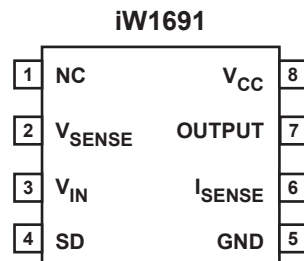 iW1691
1 NC V_CC 8
2 V_SENSE OUTPUT 7
3 V_IN I_SENSE 6
4 SD GND 5